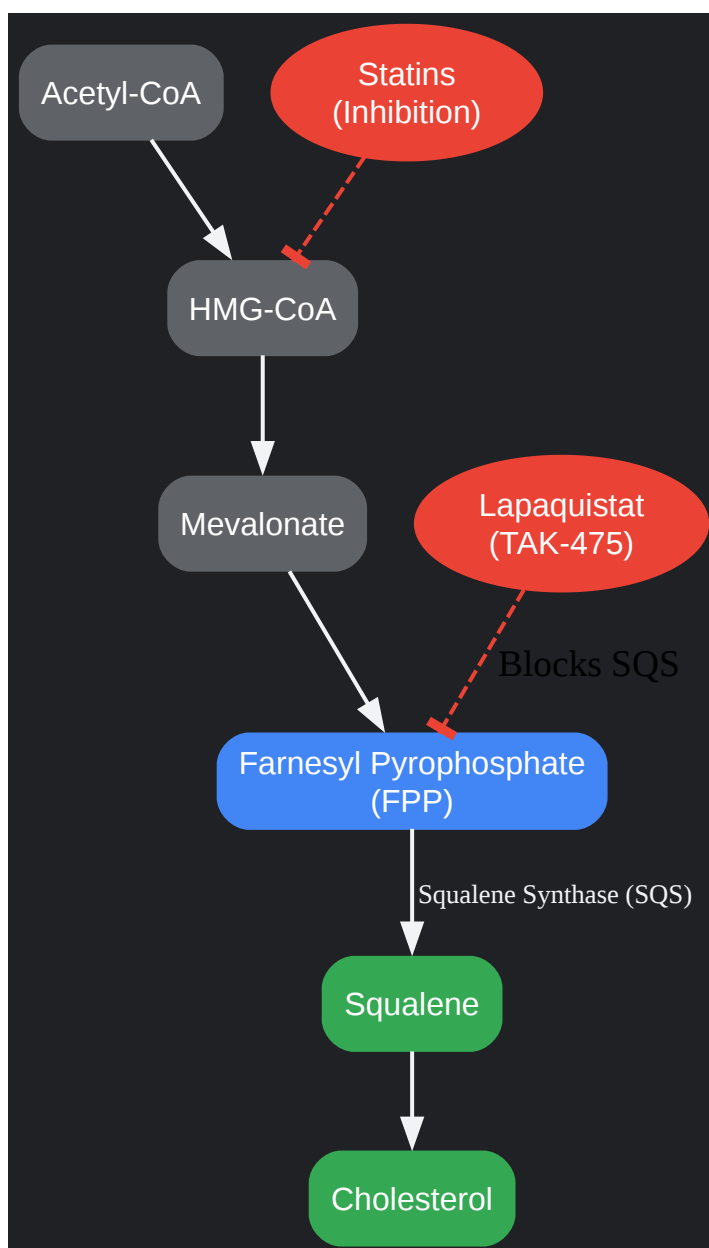 Acetyl-CoA
Statins
(Inhibition)
HMG-CoA
Mevalonate
Lapaquistat
(TAK-475)
Blocks SQS
Farnesyl Pyrophosphate
(FPP)
Squalene Synthase (SQS)
Squalene
Cholesterol